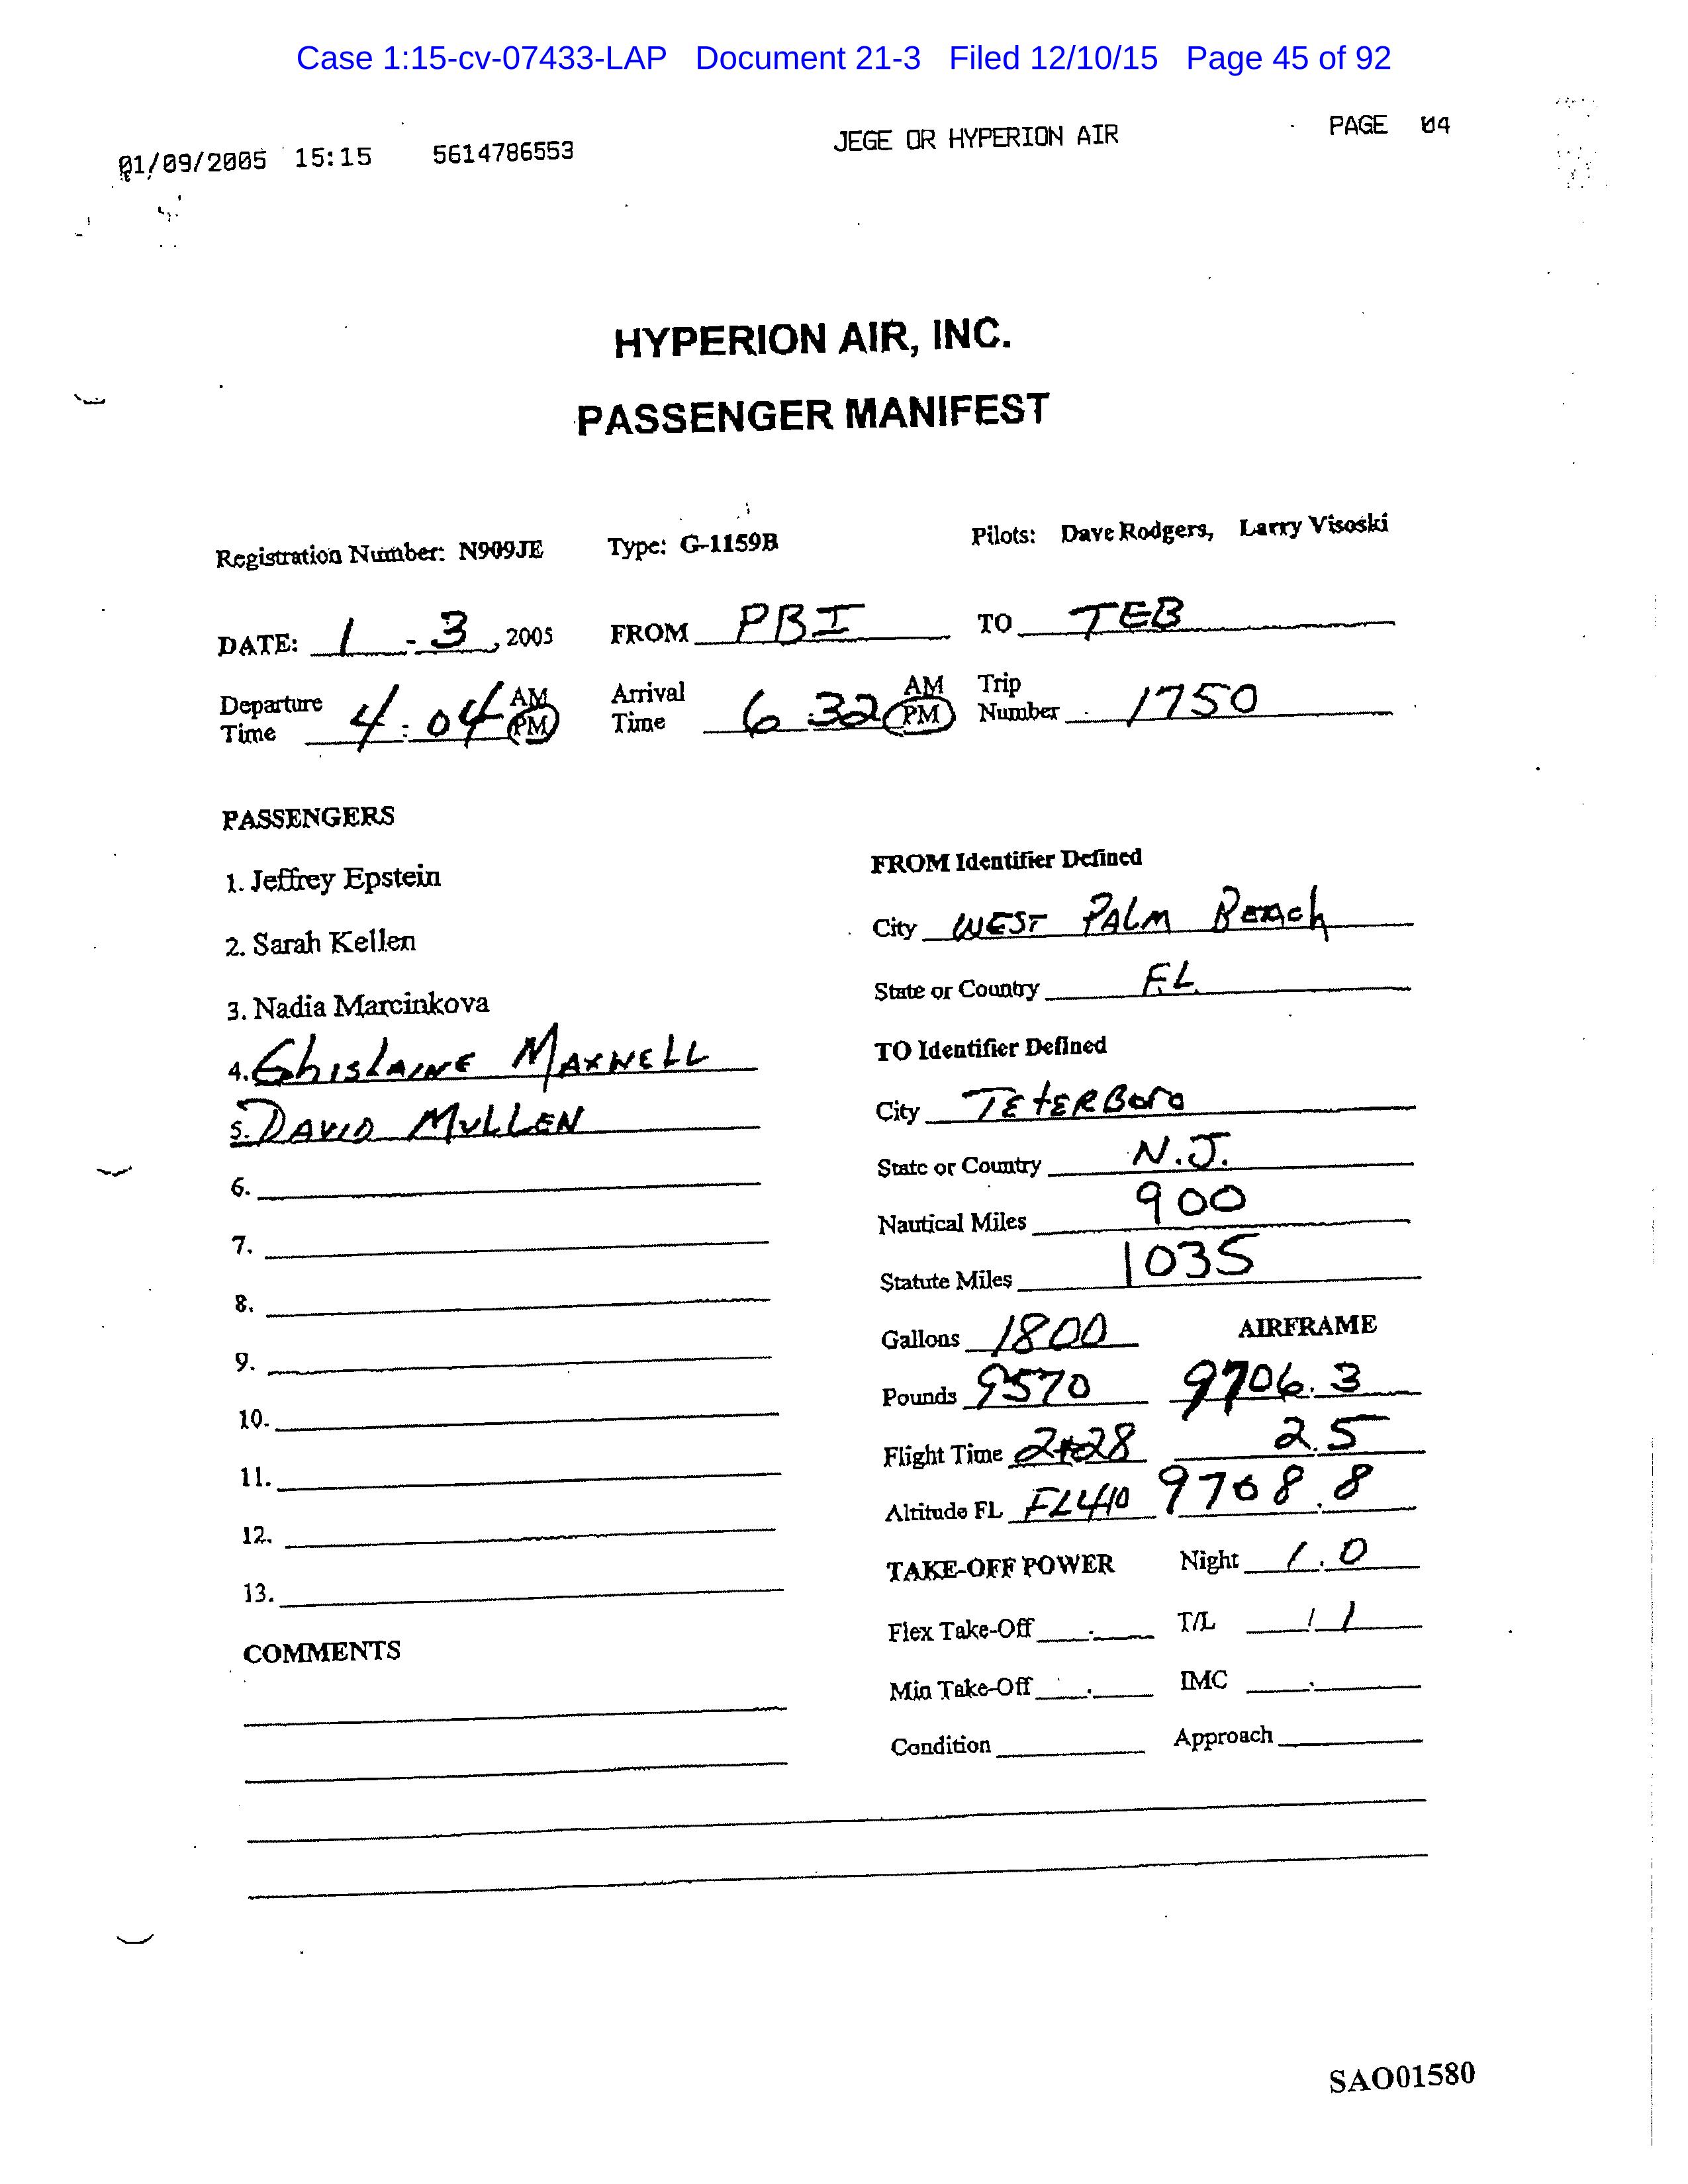 Case 1:15-cv-07433-LAP Document 21-3 Filed 12/10/15 Page 45 of 92
01/09/2005 15:15 5614786553 JEGE OR HYPERION AIR PAGE 04
HYPERION AIR, INC.
PASSENGER MANIFEST
Registration Number: N909JE Type: G-1159B Pilots: Dave Rodgers, Larry Visoski
DATE: 1 - 3, 2005 FROM PBI TO TEB
Departure Time 4:04 AM PM Arrival Time 6:32 AM PM Trip Number 1750
PASSENGERS
1. Jeffrey Epstein
2. Sarah Kellen
3. Nadia Marcinkova
4. Ghislaine MAXWELL
5. DAVID MULLEN
6.
7.
8.
9.
10.
11.
12.
13.
COMMENTS
FROM Identifier Defined
City WEST PALM Beach
State or Country FL
TO Identifier Defined
City TETERBoro
State or Country N.J.
Nautical Miles 900
Statute Miles 1035
Gallons 1800 AIRFRAME
Pounds 9570 9706.3
Flight Time 2+28 2.5
Altitude FL FL410 9708.8
TAKE-OFF POWER Night 1.0
Flex Take-Off . T/L 1/ 1
Min Take-Off . IMC .
Condition Approach
SAO01580